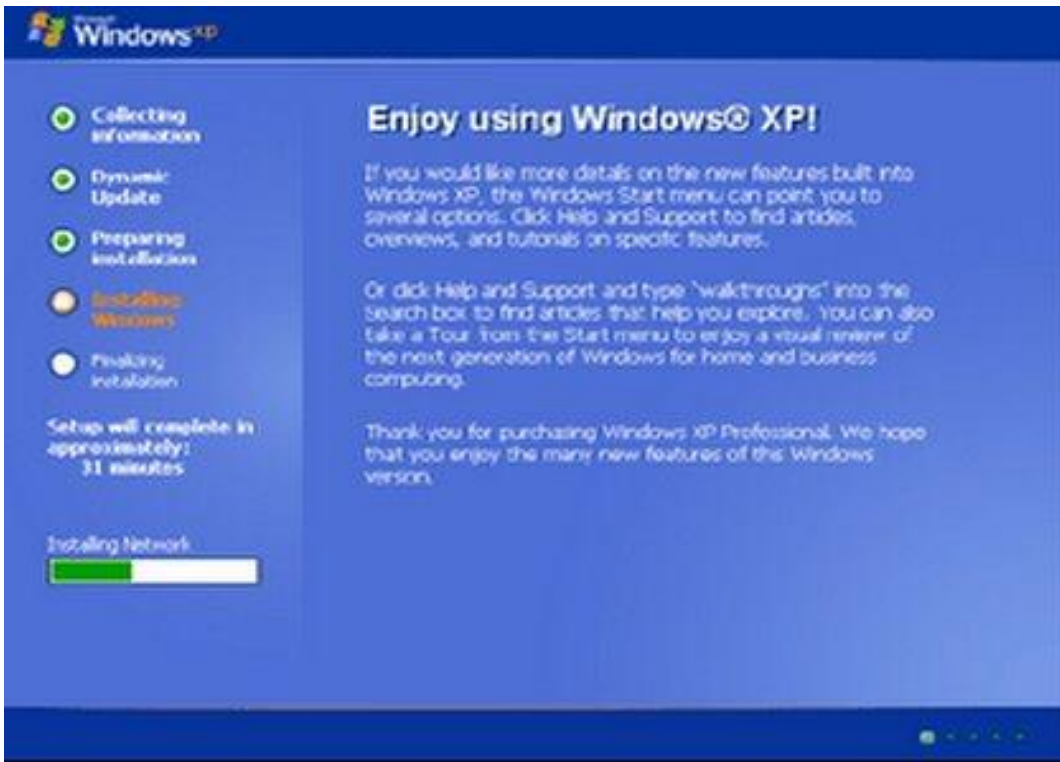 Microsoft
Windows xp
Collecting
information
Dynamic
Update
Preparing
installation
Installing
Windows
Finalizing
installation
Setup will complete in
approximately:
31 minutes
Installing Network
Enjoy using Windows® XP!
If you would like more details on the new features built into
Windows XP, the Windows Start menu can point you to
several options. Click Help and Support to find articles,
overviews, and tutorials on specific features.
Or click Help and Support and type "walkthroughs" into the
Search box to find articles that help you explore. You can also
take a Tour from the Start menu to enjoy a visual review of
the next generation of Windows for home and business
computing.
Thank you for purchasing Windows XP Professional. We hope
that you enjoy the many new features of this Windows
version.